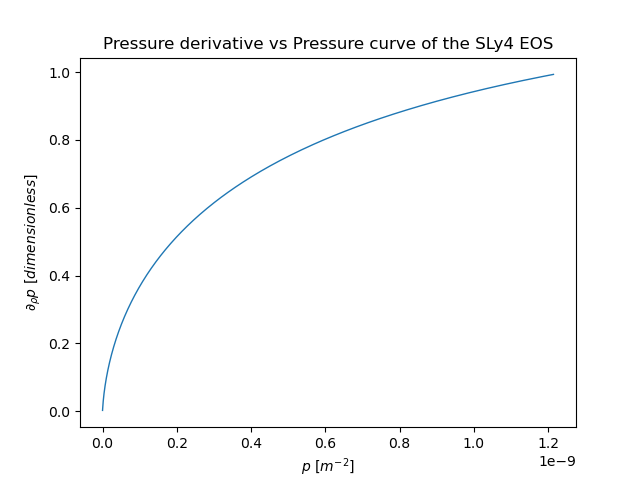 Pressure derivative vs Pressure curve of the SLy4 EOS
1.0
0.8
0.6
0.4
0.2
0.0
∂ρp [dimensionless]
0.0 0.2 0.4 0.6 0.8 1.0 1.2
1e−9
p [m⁻²]